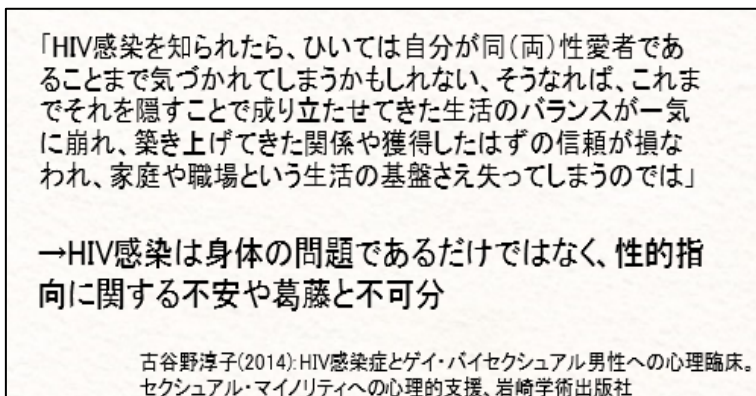 「HIV感染を知られたら、ひいては自分が同(両)性愛者であ
ることまで気づかれてしまうかもしれない、そうなれば、これま
でそれを隠すことで成り立たせてきた生活のバランスが一気
に崩れ、築き上げてきた関係や獲得したはずの信頼が損な
われ、家庭や職場という生活の基盤さえ失ってしまうのでは」
→HIV感染は身体の問題であるだけではなく、性的指
向に関する不安や葛藤と不可分
古谷野淳子(2014):HIV感染症とゲイ・バイセクシュアル男性への心理臨床。
セクシュアル・マイノリティへの心理的支援、岩崎学術出版社